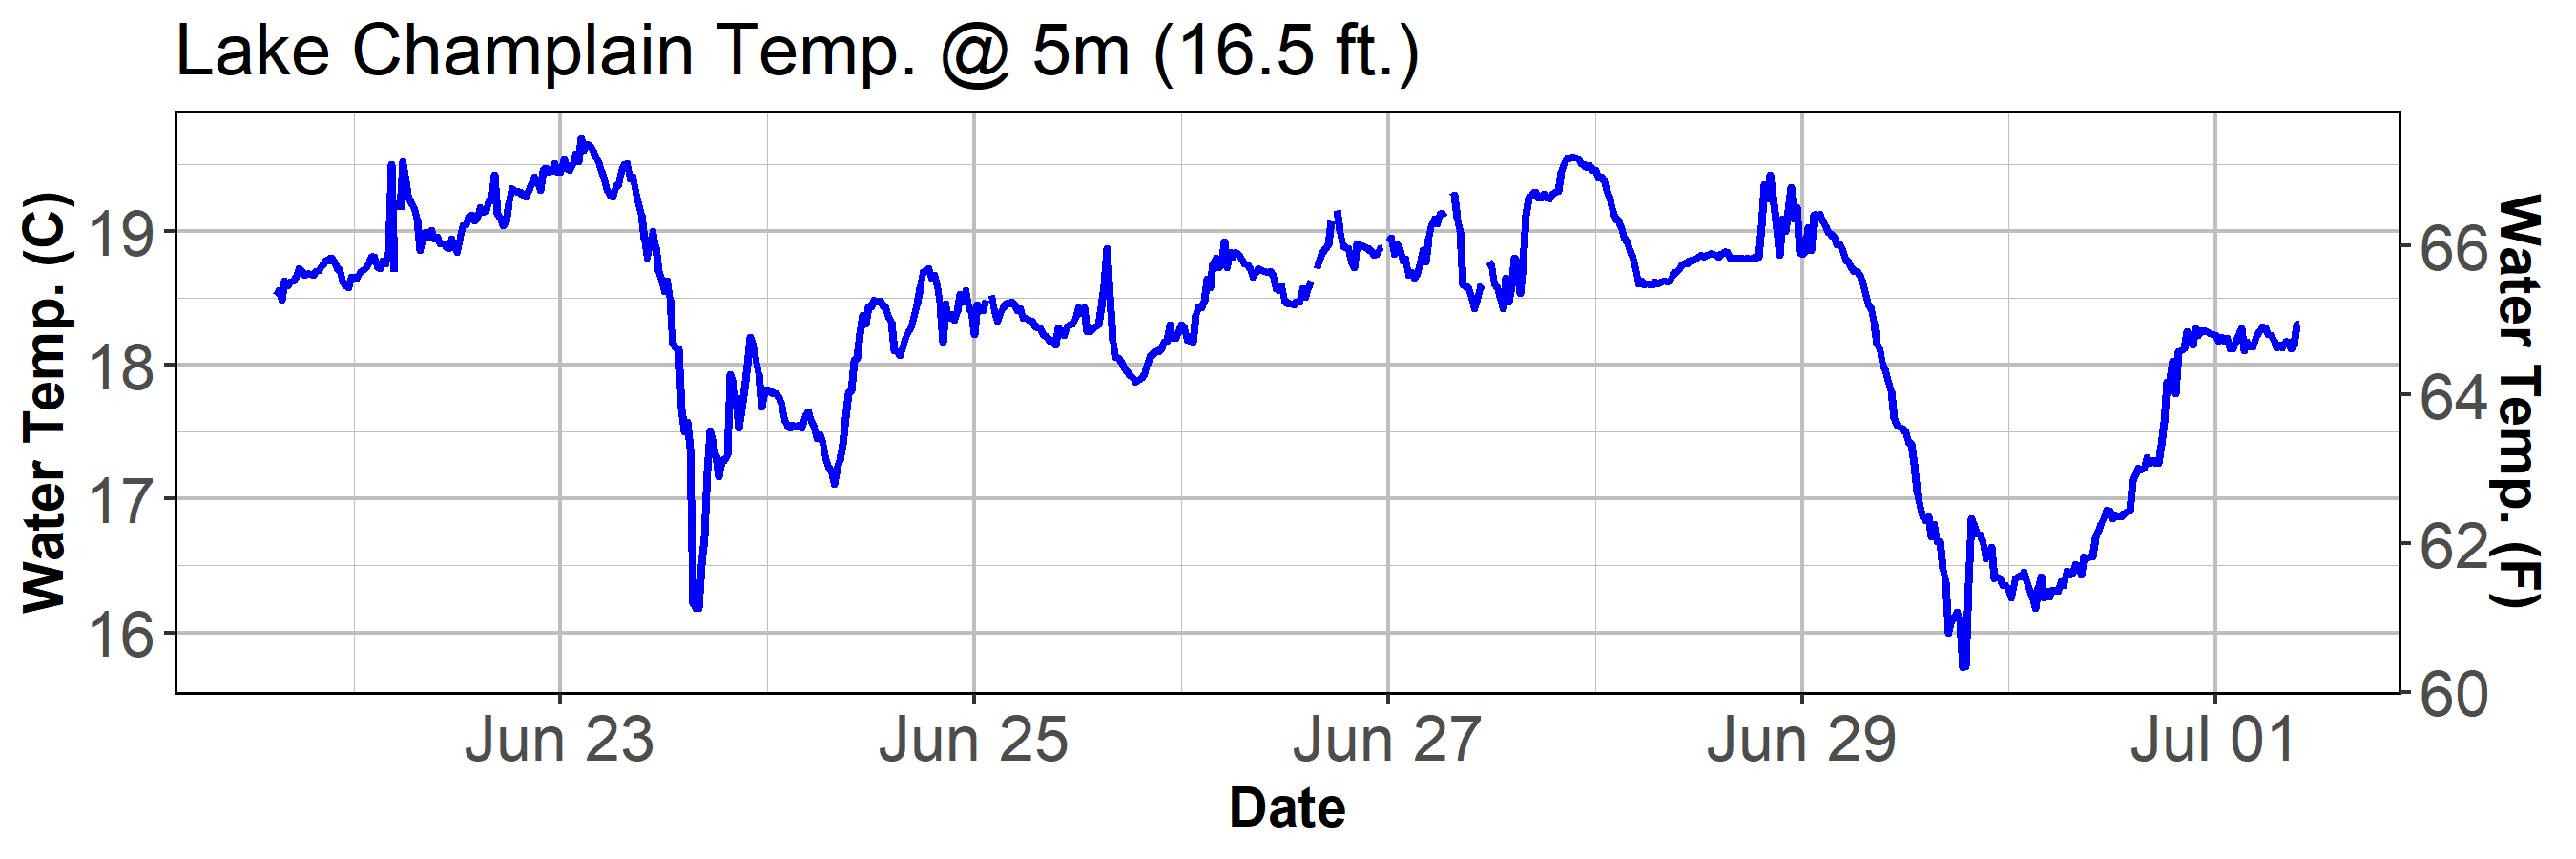 Lake Champlain Temp. @ 5m (16.5 ft.)
Water Temp. (C)
19
18
17
16
66
64
62
60
Water Temp. (F)
Jun 23
Jun 25
Jun 27
Jun 29
Jul 01
Date